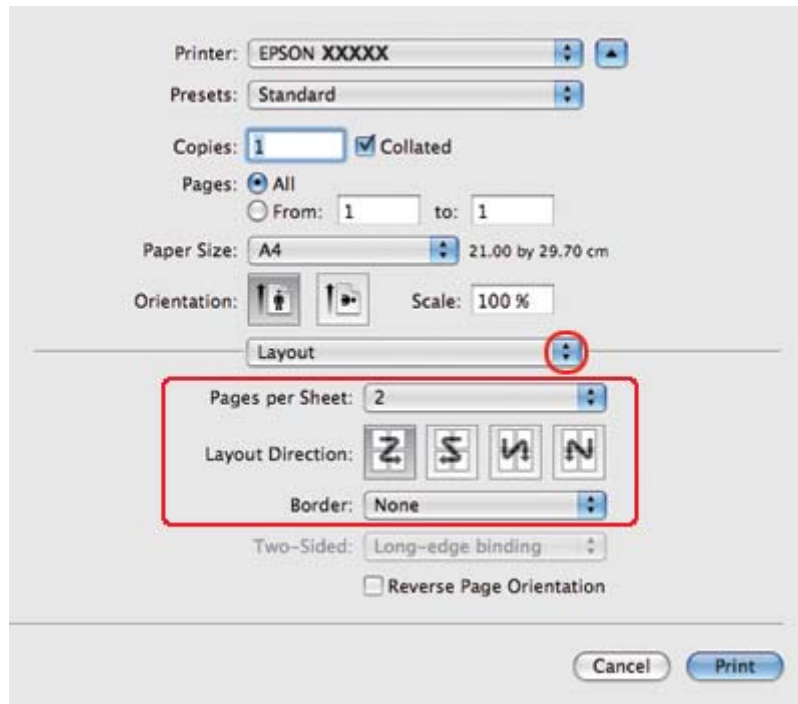 Printer: EPSON XXXXX
Presets: Standard
Copies: 1 Collated
Pages: All
From: 1 to: 1
Paper Size: A4 21.00 by 29.70 cm
Orientation: Scale: 100 %
Layout
Pages per Sheet: 2
Layout Direction:
Border: None
Two-Sided: Long-edge binding
Reverse Page Orientation
Cancel Print